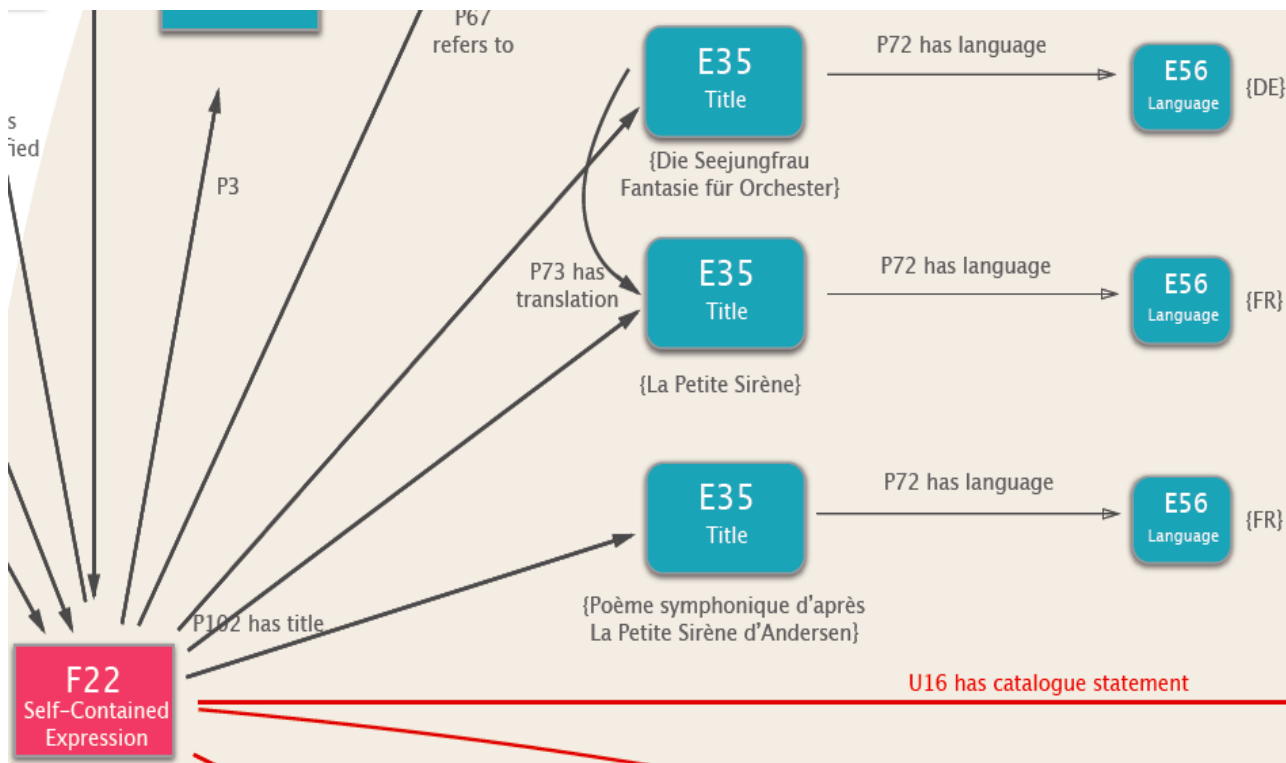 P67
refers to
s
fied
P3
E35
Title
P72 has language
E56
Language
{DE}
{Die Seejungfrau
Fantasie für Orchester}
P73 has
translation
E35
Title
P72 has language
E56
Language
{FR}
{La Petite Sirène}
E35
Title
P72 has language
E56
Language
{FR}
{Poème symphonique d'après
La Petite Sirène d'Andersen}
P102 has title
F22
Self-Contained
Expression
U16 has catalogue statement